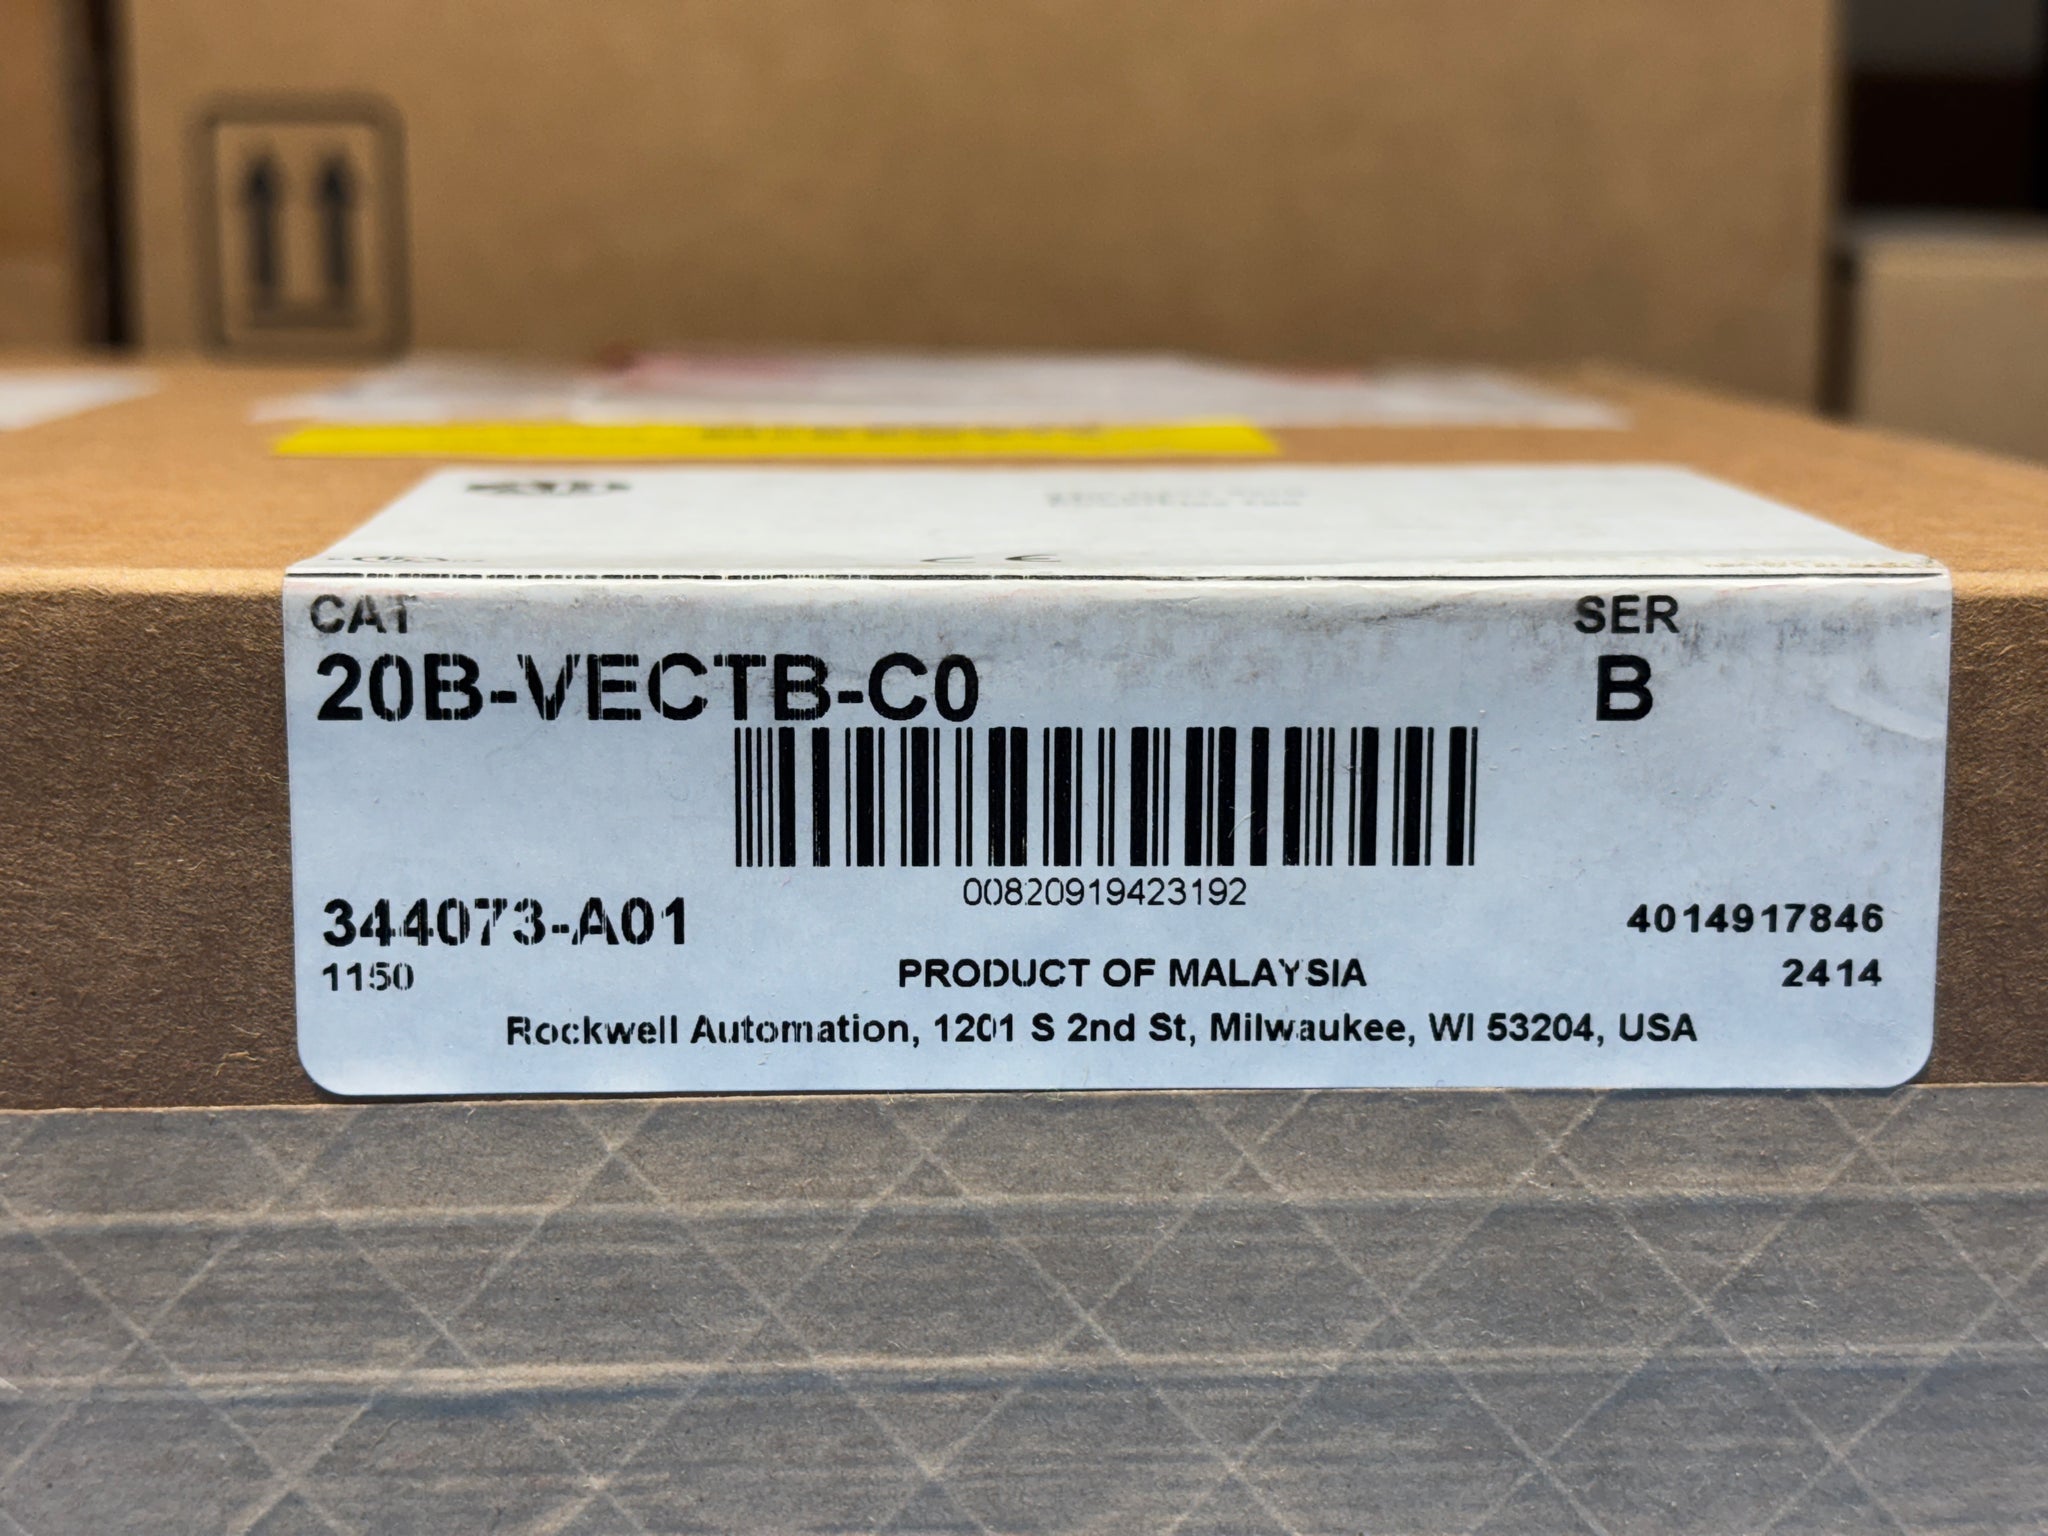 CAT
SER
20B-VECTB-C0
B
00820919423192
344073-A01
4014917846
1150
PRODUCT OF MALAYSIA
2414
Rockwell Automation, 1201 S 2nd St, Milwaukee, WI 53204, USA